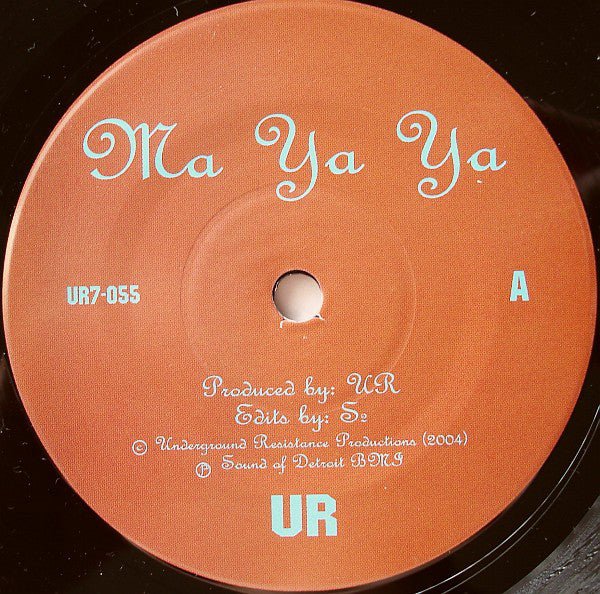 Ma Ya Ya
UR7-055
A
Produced by: UR
Edits by: So
© Underground Resistance Productions (2004)
℗ Sound of Detroit BMI
UR